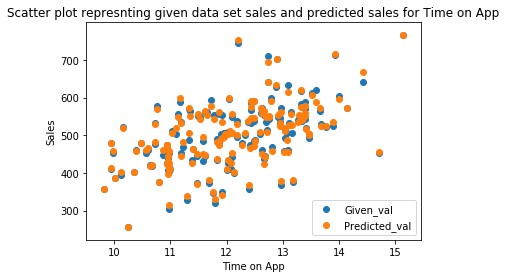 Scatter plot represnting given data set sales and predicted sales for Time on App
700
600
500
400
300
Sales
10
11
12
13
14
15
Time on App
Given_val
Predicted_val